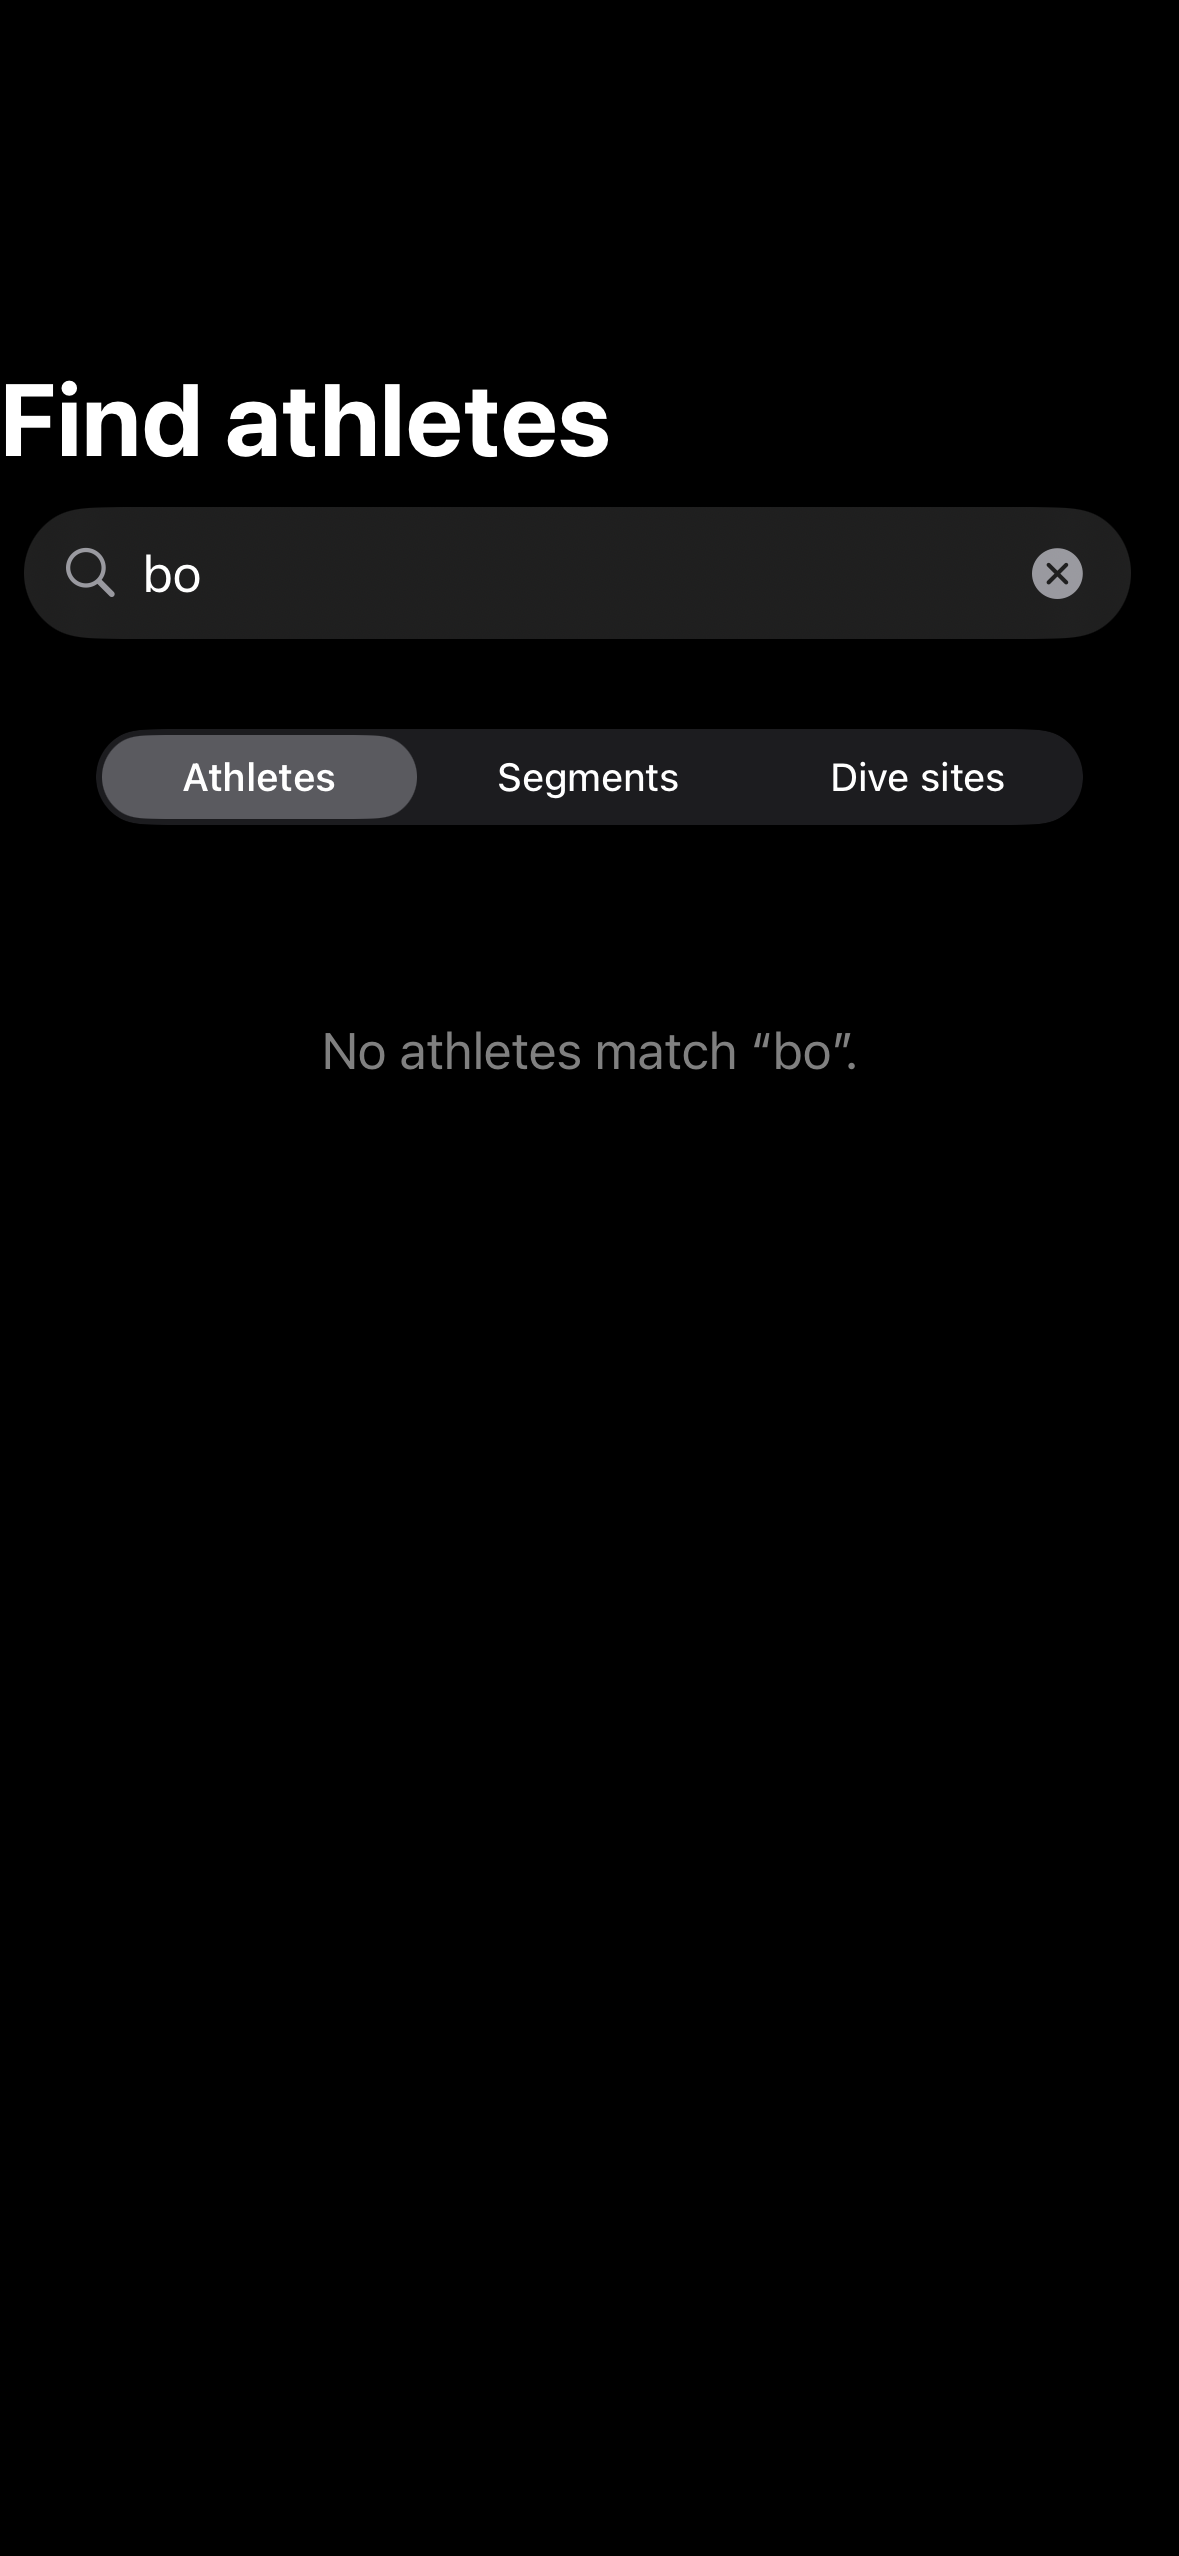 Find athletes
bo
Athletes Segments Dive sites
No athletes match “bo”.